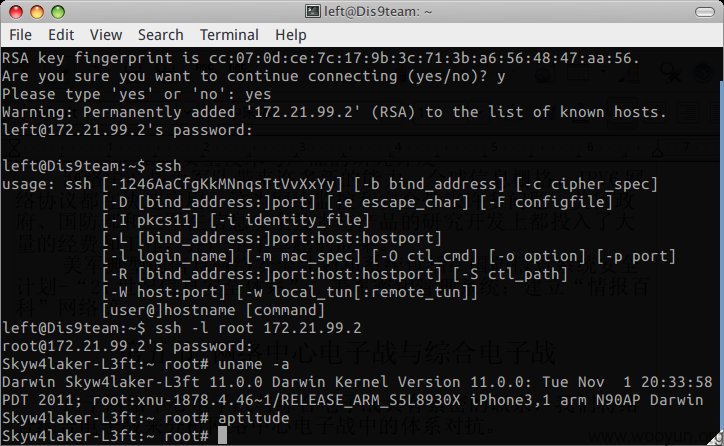 left@Dis9team: ~
File Edit View Search Terminal Help
RSA key fingerprint is cc:07:0d:ce:7c:17:9b:3c:71:3b:a6:56:48:47:aa:56.
Are you sure you want to continue connecting (yes/no)? y
Please type 'yes' or 'no': yes
Warning: Permanently added '172.21.99.2' (RSA) to the list of known hosts.
left@172.21.99.2's password:
left@Dis9team:~$ ssh
usage: ssh [-1246AaCfgKkMNnqsTtVvXxYy] [-b bind_address] [-c cipher_spec]
[-D [bind_address:]port] [-e escape_char] [-F configfile]
[-I pkcs11] [-i identity_file]
[-L [bind_address:]port:host:hostport]
[-l login_name] [-m mac_spec] [-O ctl_cmd] [-o option] [-p port]
[-R [bind_address:]port:host:hostport] [-S ctl_path]
[-W host:port] [-w local_tun[:remote_tun]]
[user@]hostname [command]
left@Dis9team:~$ ssh -l root 172.21.99.2
root@172.21.99.2's password:
Skyw4laker-L3ft:~ root# uname -a
Darwin Skyw4laker-L3ft 11.0.0 Darwin Kernel Version 11.0.0: Tue Nov  1 20:33:58
PDT 2011; root:xnu-1878.4.46~1/RELEASE_ARM_S5L8930X iPhone3,1 arm N90AP Darwin
Skyw4laker-L3ft:~ root# aptitude
Skyw4laker-L3ft:~ root#